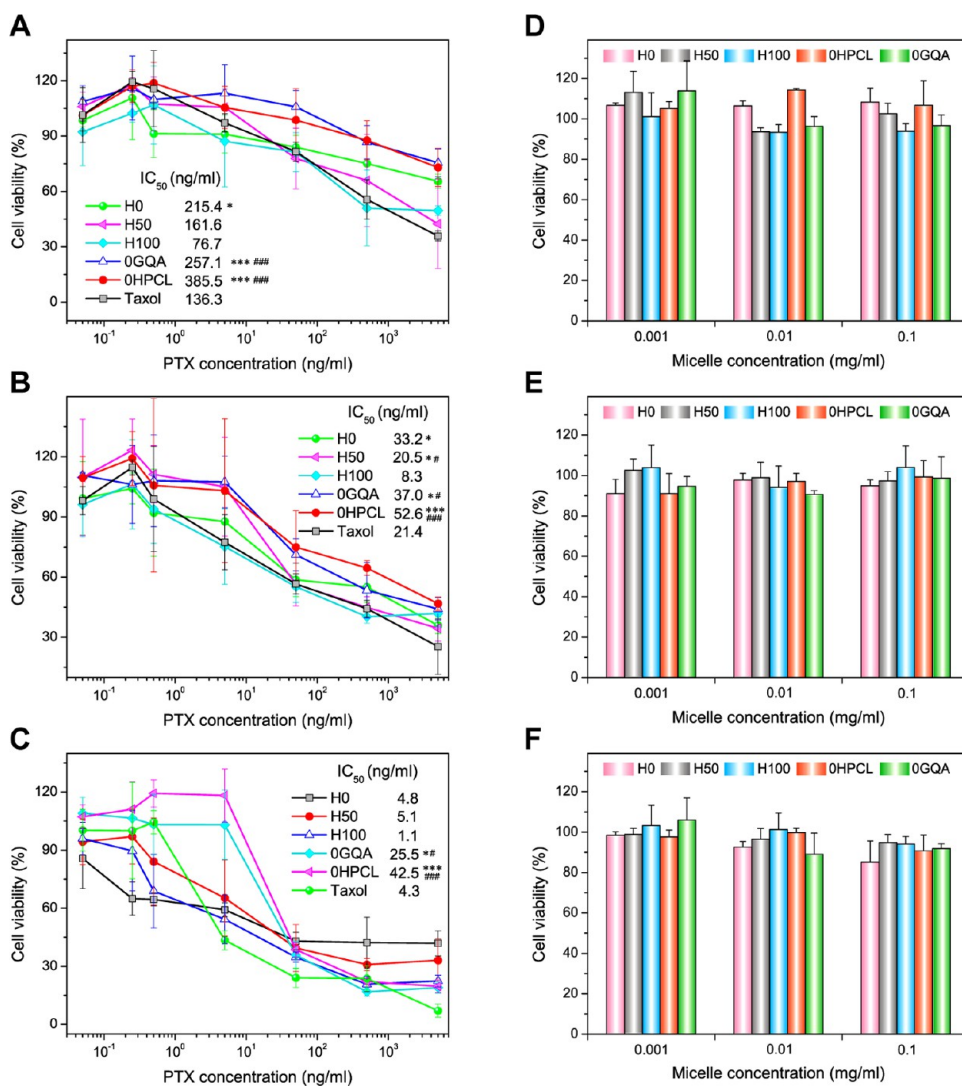 A
Cell viability (%)
120
90
60
30
0
IC50 (ng/ml)
H0 215.4 *
H50 161.6
H100 76.7
0GQA 257.1 *** ###
0HPCL 385.5 *** ###
Taxol 136.3
10-1 100 101 102 103
PTX concentration (ng/ml)
D
H0 H50 H100 0HPCL 0GQA
Cell viability (%)
120
100
80
60
40
20
0
0.001 0.01 0.1
Micelle concentration (mg/ml)
B
Cell viability (%)
120
90
60
30
IC50 (ng/ml)
H0 33.2 *
H50 20.5 *#
H100 8.3
0GQA 37.0 *#
0HPCL 52.6 *** ###
Taxol 21.4
10-1 100 101 102 103
PTX concentration (ng/ml)
E
H0 H50 H100 0HPCL 0GQA
Cell viability (%)
120
100
80
60
40
20
0
0.001 0.01 0.1
Micelle concentration (mg/ml)
C
Cell viability (%)
120
90
60
30
0
IC50 (ng/ml)
H0 4.8
H50 5.1
H100 1.1
0GQA 25.5 *#
0HPCL 42.5 *** ###
Taxol 4.3
10-1 100 101 102 103
PTX concentration (ng/ml)
F
H0 H50 H100 0HPCL 0GQA
Cell viability (%)
120
100
80
60
40
20
0
0.001 0.01 0.1
Micelle concentration (mg/ml)